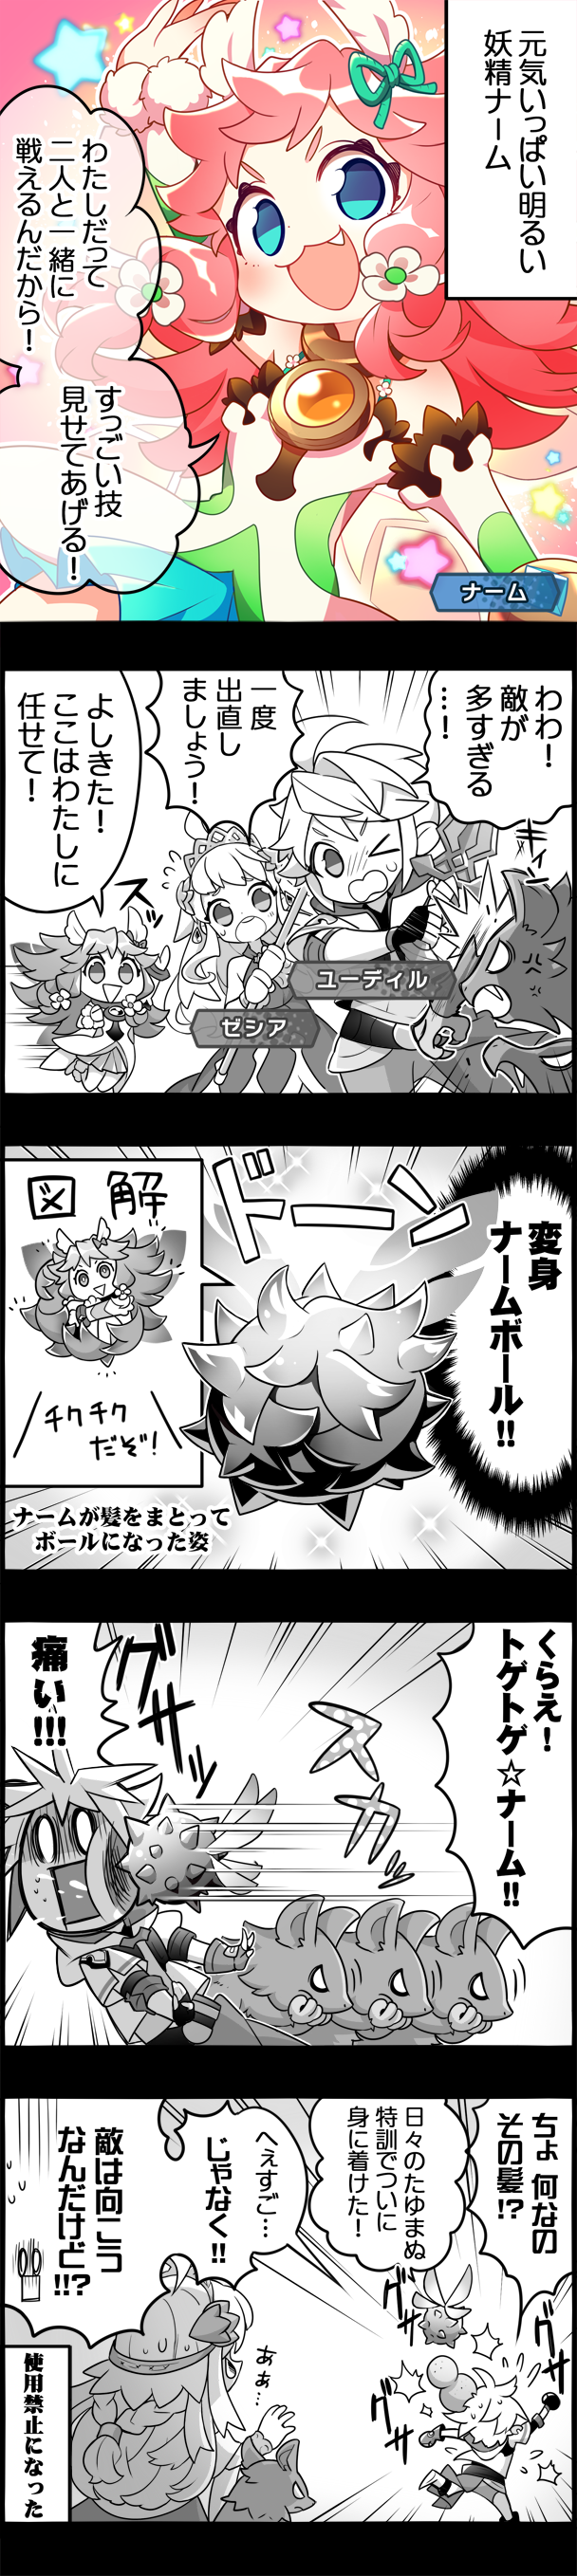 元気いっぱい明るい
妖精ナーム
わたしだって
二人と一緒に
戦えるんだから！
すっごい技
見せてあげる！
ナーム
わわ！
敵が
多すぎる
…！
キィン
一度
出直し
ましょう！
よしきた！
ここはわたしに
任せて！
スッ
ユーディル
ゼシア
変身
ナームボール!!
ドーーン
図解
チクチク
だぞ！
ナームが髪をまとって
ボールになった姿
くらえ！
トゲトゲ☆ナーム!!
スカッ
グサッ
痛い!!!
ちょ 何なの
その髪!?
日々のたゆまぬ
特訓でついに
身に着けた！
へぇすご…
じゃなく!!
敵は向こう
なんだけど!!?
グサ
グサ
グサ
あぁ…
使用禁止になった